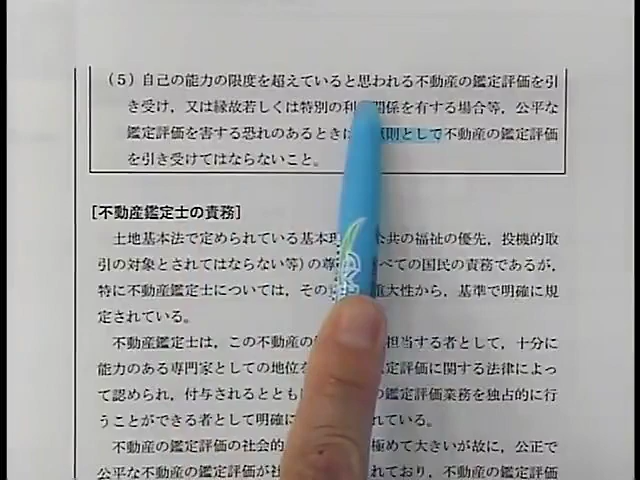 （5）自己の能力の限度を超えていると思われる不動産の鑑定評価を引
き受け，又は縁故若しくは特別の利 関係を有する場合等，公平な
鑑定評価を害する恐れのあるときは 則として不動産の鑑定評価
を引き受けてはならないこと。
［不動産鑑定士の責務］
土地基本法で定められている基本理 公共の福祉の優先，投機的取
引の対象とされてはならない等）の尊 べての国民の責務であるが，
特に不動産鑑定士については，その 重大性から，基準で明確に規
定されている。
不動産鑑定士は，この不動産の 担当する者として，十分に
能力のある専門家としての地位を 定評価に関する法律によっ
て認められ，付与されるととも の鑑定評価業務を独占的に行
うことができる者として明確に れている。
不動産の鑑定評価の社会的 極めて大きいが故に，公正で
公平な不動産の鑑定評価が社 れており，不動産の鑑定評価